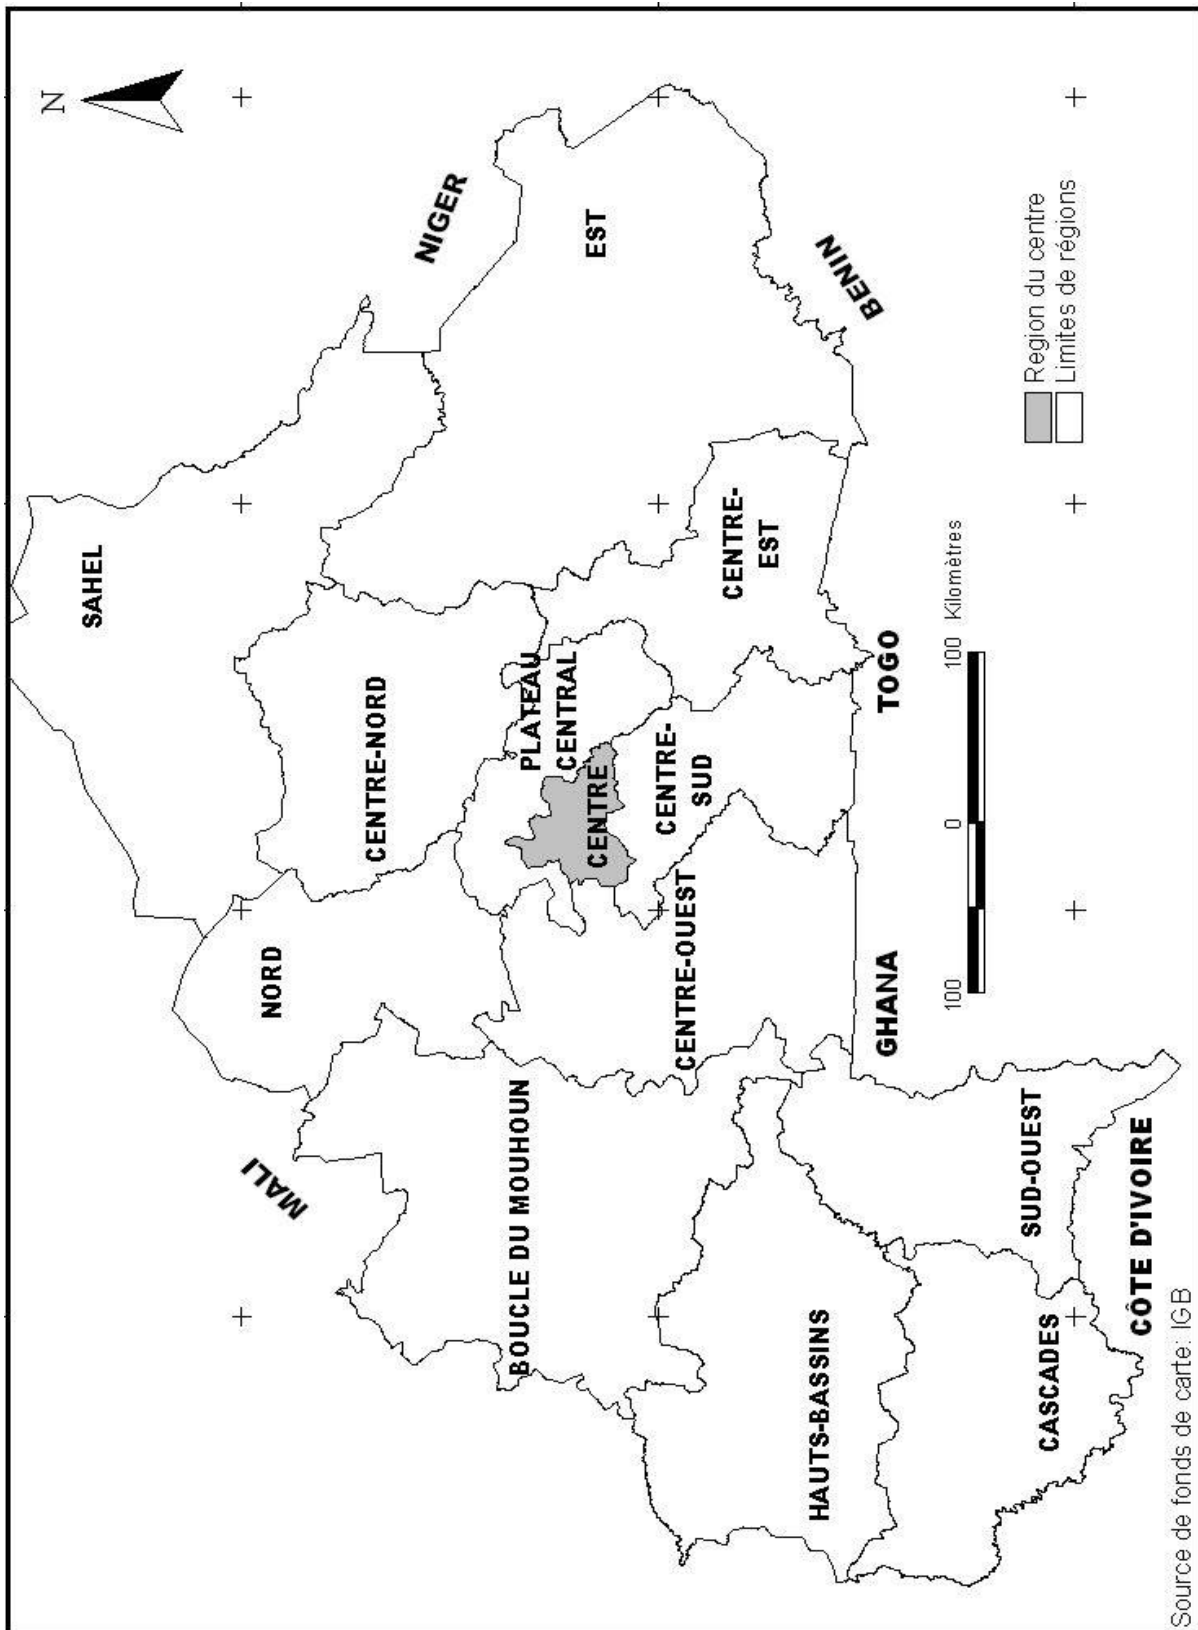 N
SAHEL
NIGER
NORD
CENTRE-NORD
MALI
EST
PLATEAU
CENTRAL
BOUCLE DU MOUHOUN
CENTRE
CENTRE-
SUD
CENTRE-OUEST
CENTRE-
EST
BENIN
HAUTS-BASSINS
GHANA
TOGO
100
0
100 Kilomètres
SUD-OUEST
CASCADES
CÔTE D'IVOIRE
Region du centre
Limites de régions
Source de fonds de carte: IGB